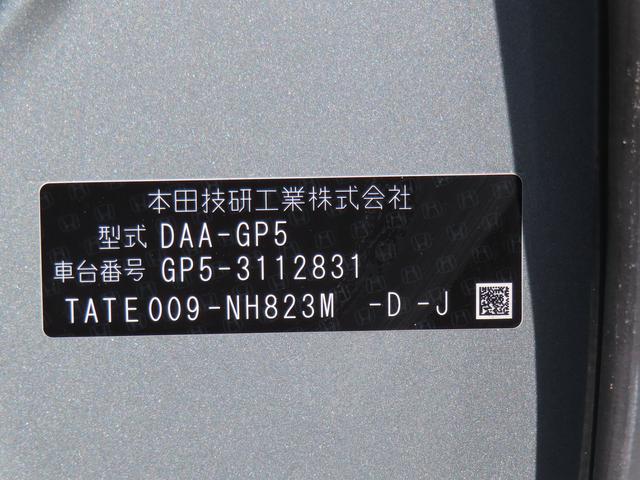 本田技研工業株式会社
型式 DAA-GP5
車台番号 GP5-3112831
TATE009-NH823M -D -J